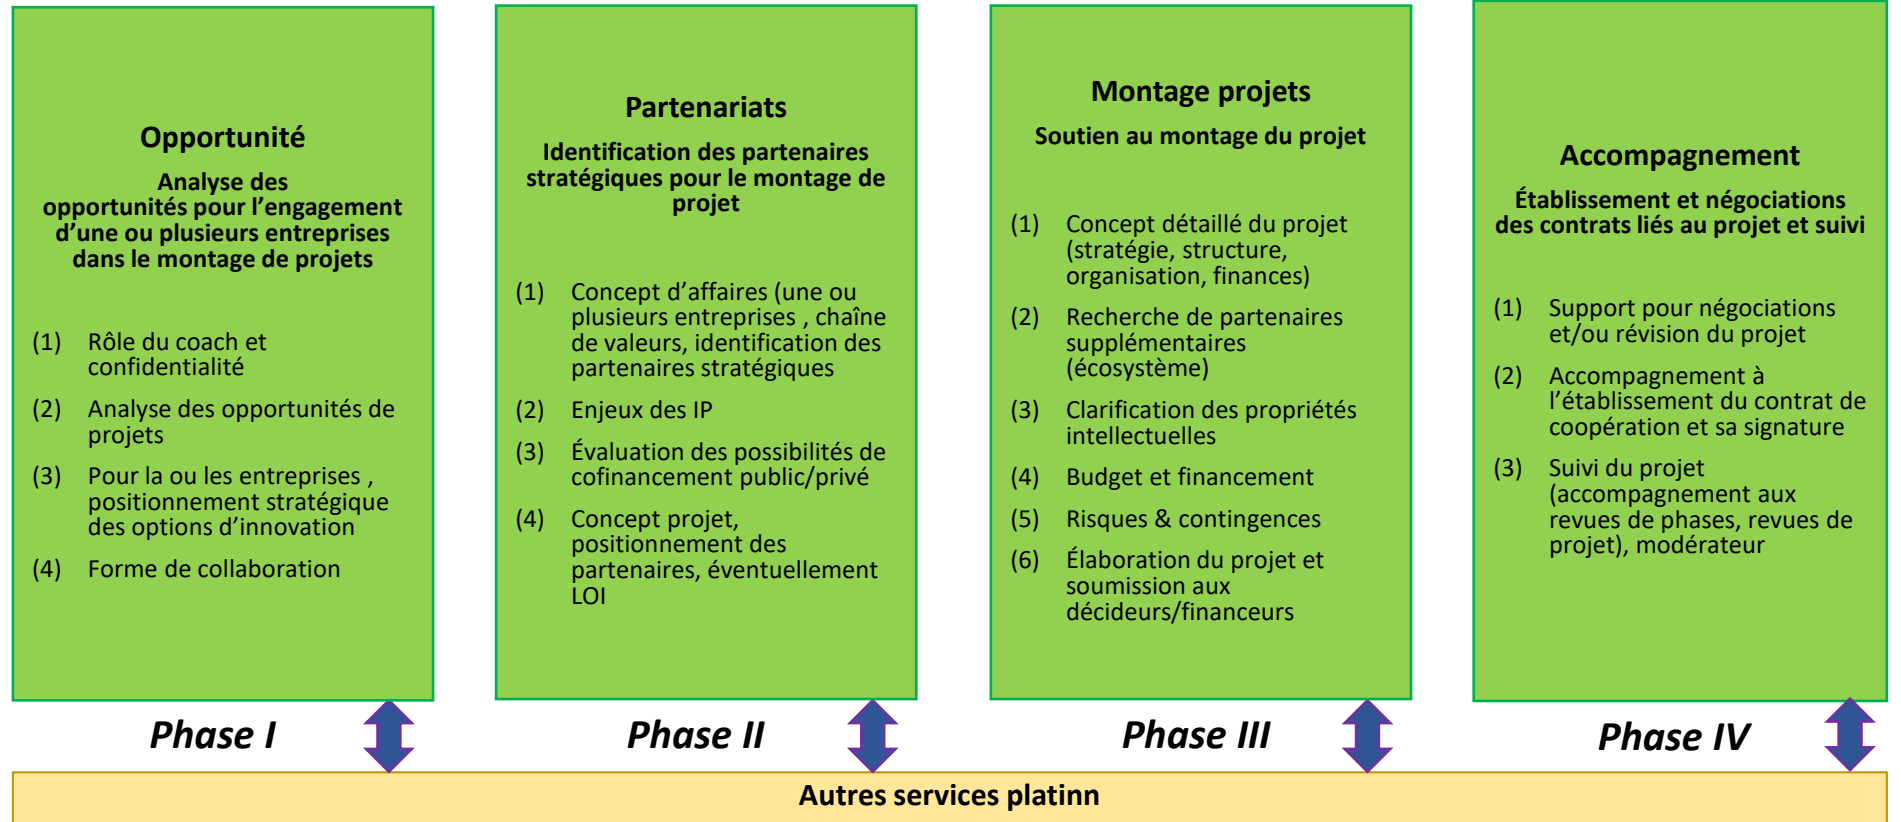 Opportunité
Analyse des
opportunités pour l’engagement
d’une ou plusieurs entreprises
dans le montage de projets
(1) Rôle du coach et
confidentialité
(2) Analyse des opportunités de
projets
(3) Pour la ou les entreprises ,
positionnement stratégique
des options d’innovation
(4) Forme de collaboration
Phase I
Partenariats
Identification des partenaires
stratégiques pour le montage de
projet
(1) Concept d’affaires (une ou
plusieurs entreprises , chaîne
de valeurs, identification des
partenaires stratégiques
(2) Enjeux des IP
(3) Évaluation des possibilités de
cofinancement public/privé
(4) Concept projet,
positionnement des
partenaires, éventuellement
LOI
Phase II
Montage projets
Soutien au montage du projet
(1) Concept détaillé du projet
(stratégie, structure,
organisation, finances)
(2) Recherche de partenaires
supplémentaires
(écosystème)
(3) Clarification des propriétés
intellectuelles
(4) Budget et financement
(5) Risques & contingences
(6) Élaboration du projet et
soumission aux
décideurs/financeurs
Phase III
Accompagnement
Établissement et négociations
des contrats liés au projet et suivi
(1) Support pour négociations
et/ou révision du projet
(2) Accompagnement à
l’établissement du contrat de
coopération et sa signature
(3) Suivi du projet
(accompagnement aux
revues de phases, revues de
projet), modérateur
Phase IV
Autres services platinn